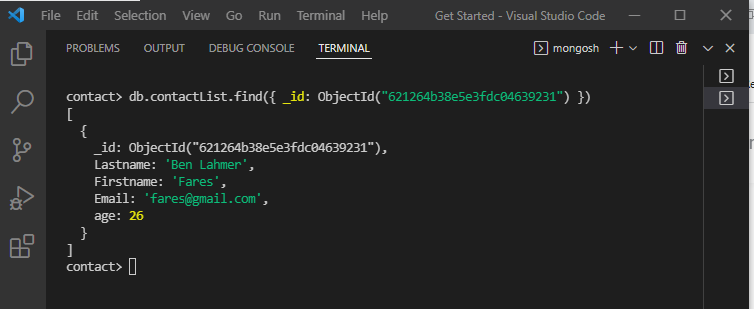 File Edit Selection View Go Run Terminal Help Get Started - Visual Studio Code
PROBLEMS OUTPUT DEBUG CONSOLE TERMINAL mongosh
contact> db.contactList.find({ _id: ObjectId("621264b38e5e3fdc04639231") })
[
{
_id: ObjectId("621264b38e5e3fdc04639231"),
Lastname: 'Ben Lahmer',
Firstname: 'Fares',
Email: 'fares@gmail.com',
age: 26
}
]
contact>